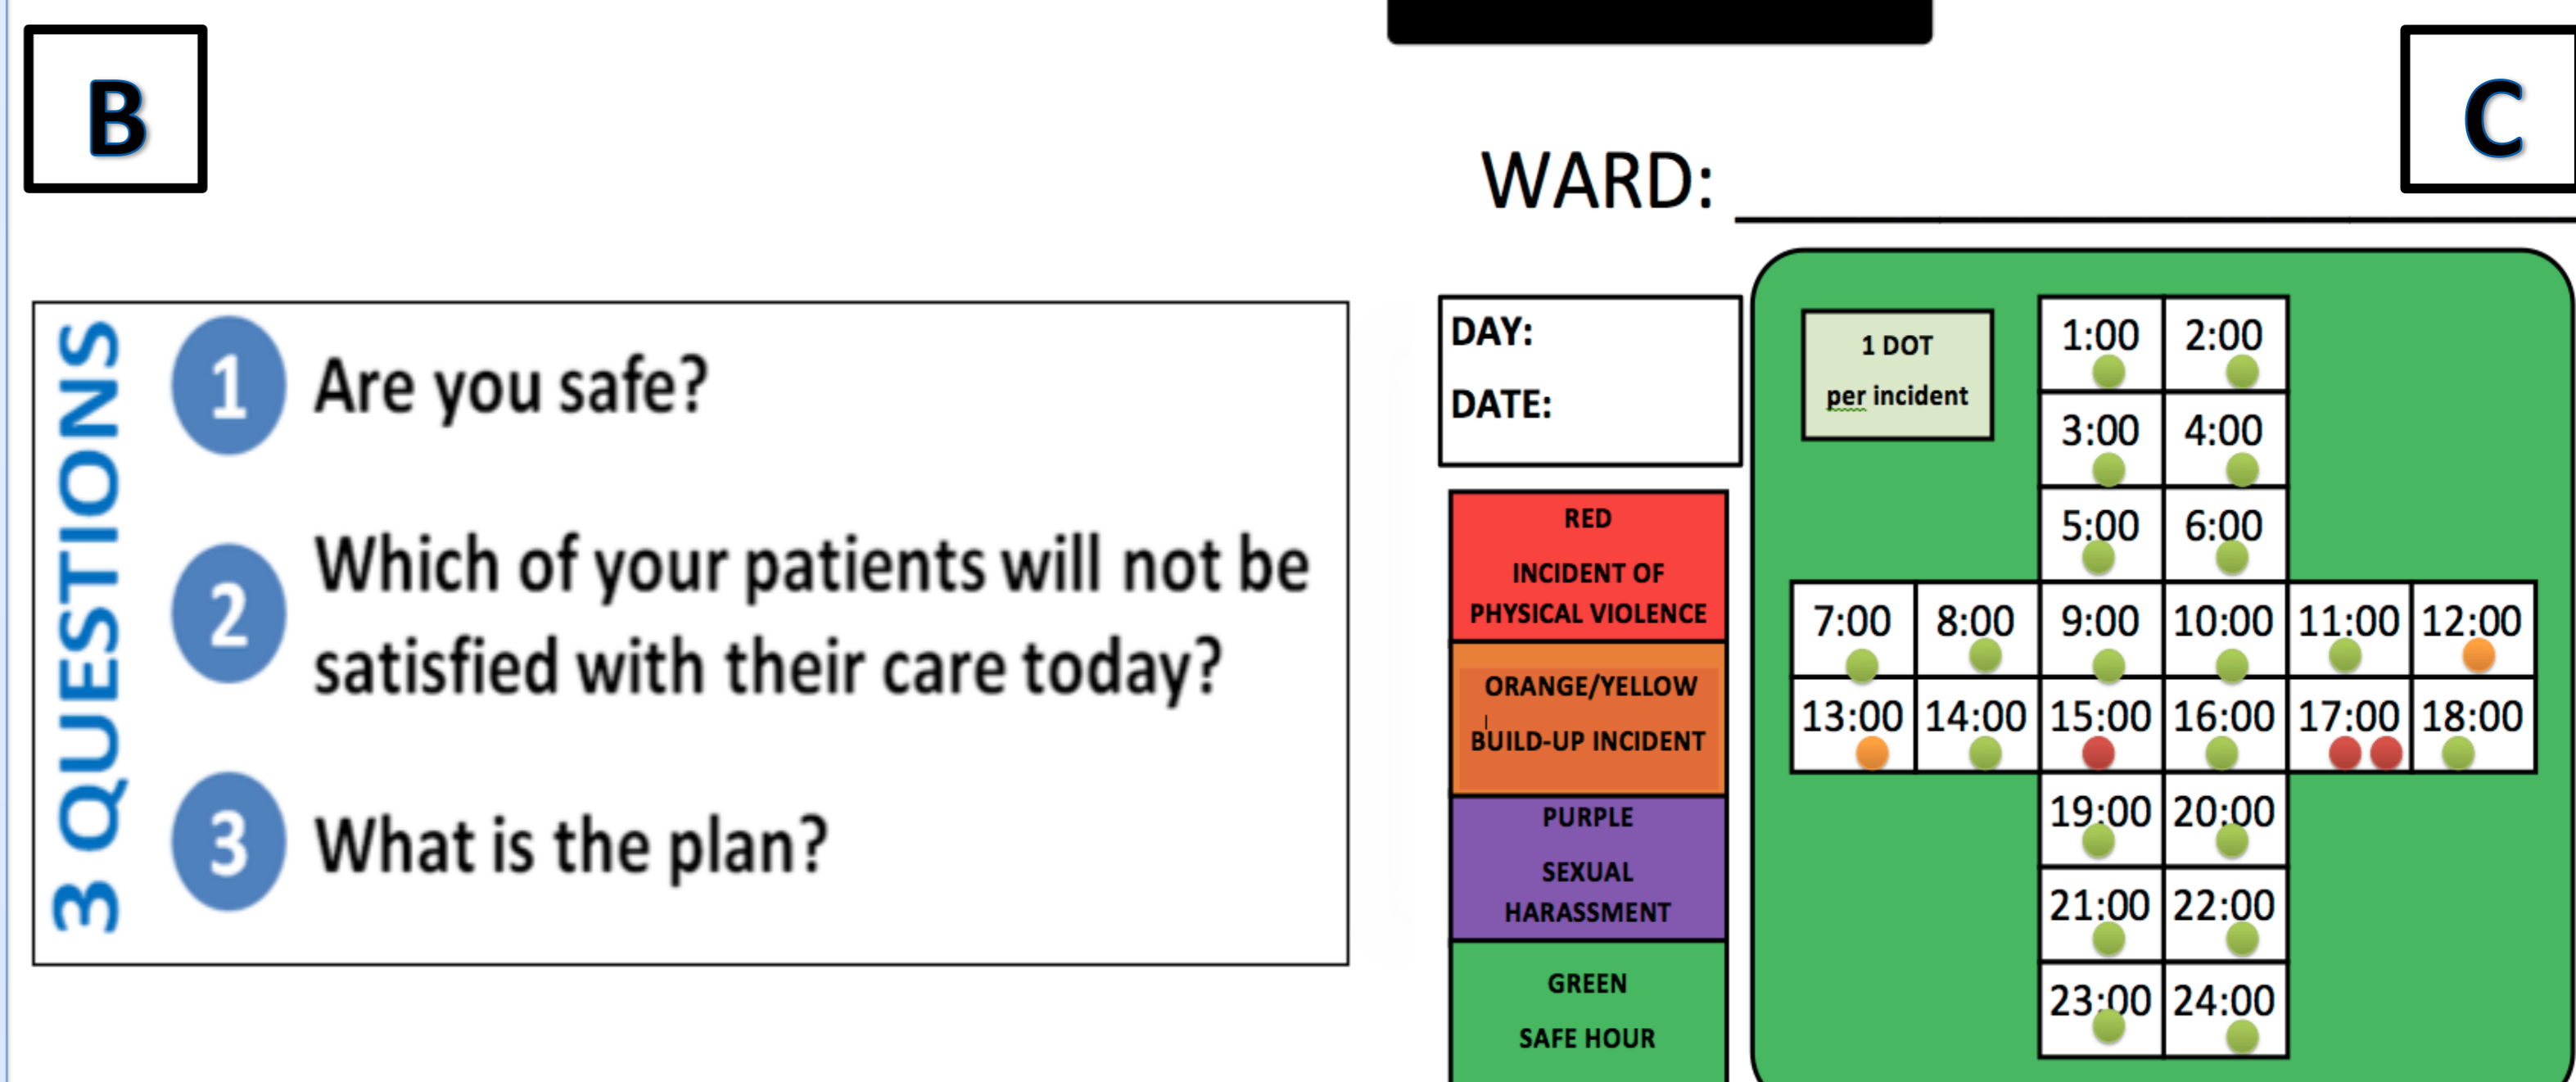 B
3 QUESTIONS
1 Are you safe?
2 Which of your patients will not be
satisfied with their care today?
3 What is the plan?
C
WARD:
DAY:
DATE:
RED
INCIDENT OF
PHYSICAL VIOLENCE
ORANGE/YELLOW
BUILD-UP INCIDENT
PURPLE
SEXUAL
HARASSMENT
GREEN
SAFE HOUR
1 DOT
per incident
1:00 2:00
3:00 4:00
5:00 6:00
7:00 8:00 9:00 10:00 11:00 12:00
13:00 14:00 15:00 16:00 17:00 18:00
19:00 20:00
21:00 22:00
23:00 24:00